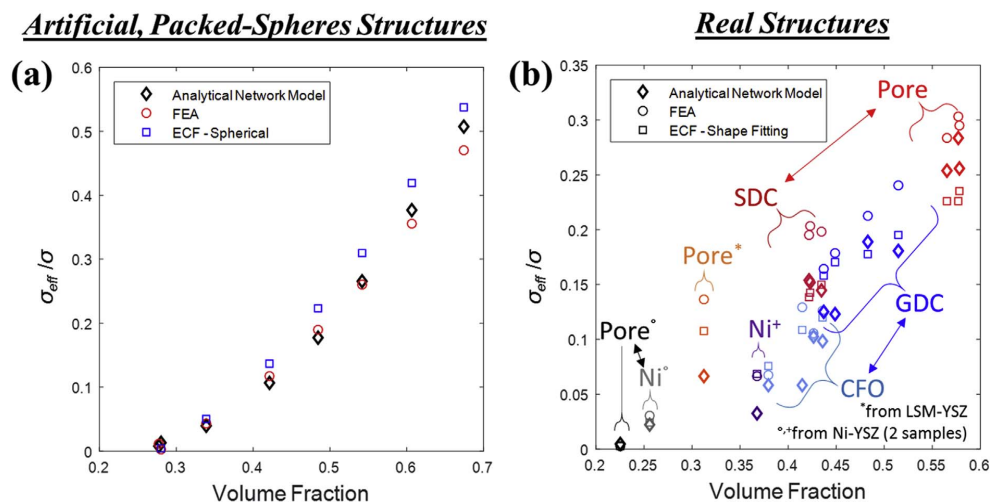 Artificial, Packed-Spheres Structures
Real Structures
(a)
0.6
0.5
0.4
0.3
0.2
0.1
0
σeff /σ
Analytical Network Model
FEA
ECF - Spherical
0.2 0.3 0.4 0.5 0.6 0.7
Volume Fraction
(b)
0.35
0.3
0.25
0.2
0.15
0.1
0.05
0
σeff /σ
Analytical Network Model
FEA
ECF - Shape Fitting
Pore
SDC
Pore*
GDC
Ni+
Pore°
Ni°
CFO
*from LSM-YSZ
°,+from Ni-YSZ (2 samples)
0.2 0.25 0.3 0.35 0.4 0.45 0.5 0.55 0.6
Volume Fraction